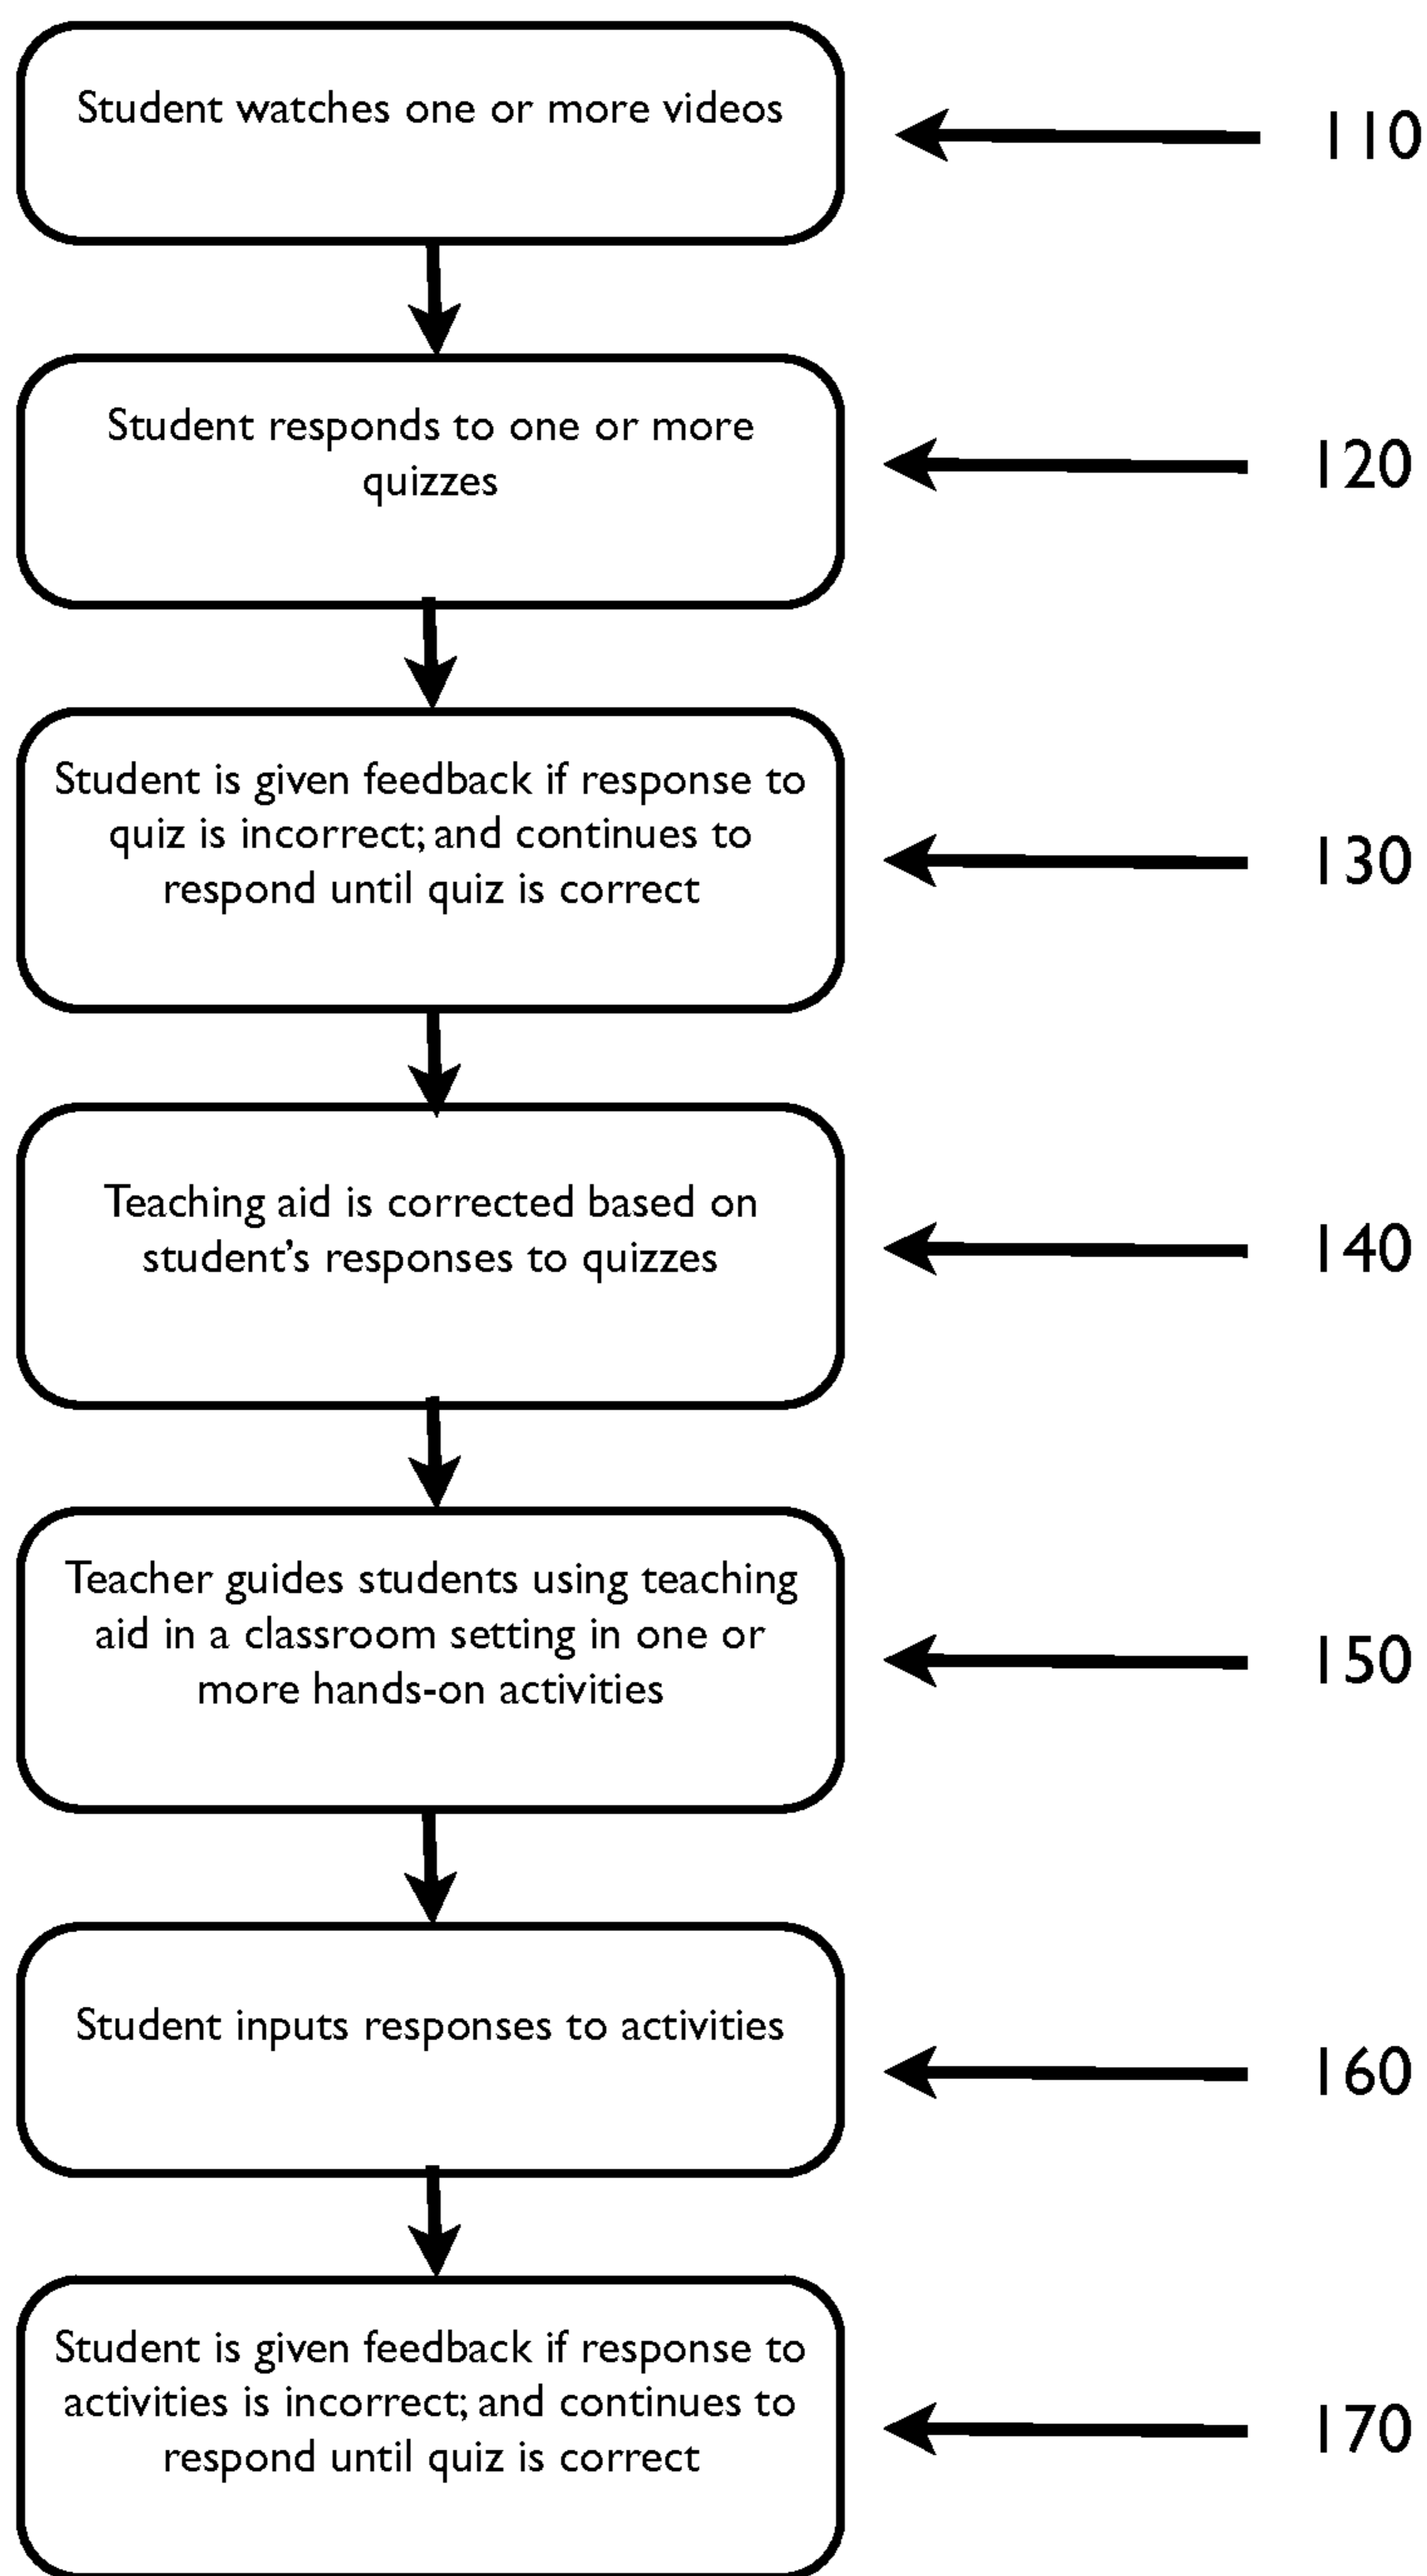 Student watches one or more videos
110
Student responds to one or more
quizzes
120
Student is given feedback if response to
quiz is incorrect; and continues to
respond until quiz is correct
130
Teaching aid is corrected based on
student’s responses to quizzes
140
Teacher guides students using teaching
aid in a classroom setting in one or
more hands-on activities
150
Student inputs responses to activities
160
Student is given feedback if response to
activities is incorrect; and continues to
respond until quiz is correct
170